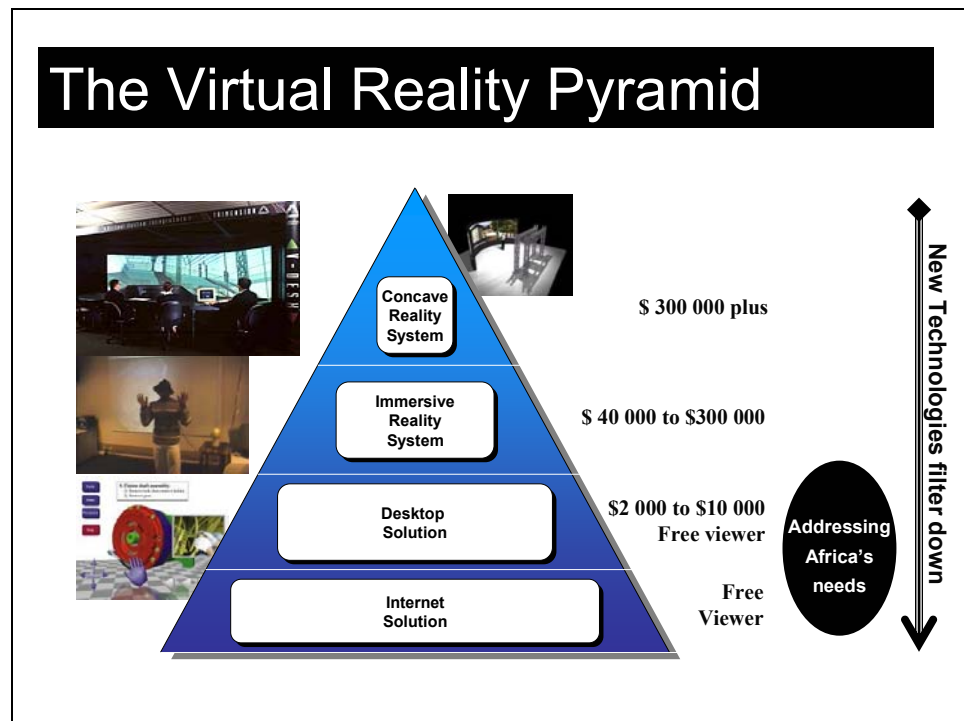 The Virtual Reality Pyramid
Concave
Reality
System
$ 300 000 plus
Immersive
Reality
System
$ 40 000 to $300 000
Desktop
Solution
$2 000 to $10 000
Free viewer
Internet
Solution
Free
Viewer
Addressing
Africa's
needs
New Technologies filter down